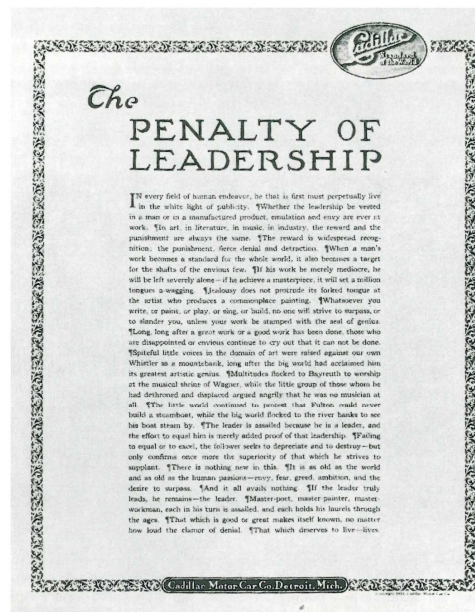 Cadillac
Standard
of the World
The
PENALTY OF
LEADERSHIP
IN every field of human endeavor, he that is first must perpetually live
in the white light of publicity. ¶Whether the leadership be vested
in a man or in a manufactured product, emulation and envy are ever at
work. ¶In art, in literature, in music, in industry, the reward and the
punishment are always the same. ¶The reward is widespread recog-
nition; the punishment, fierce denial and detraction. ¶When a man's
work becomes a standard for the whole world, it also becomes a target
for the shafts of the envious few. ¶If his work be merely mediocre, he
will be left severely alone—if he achieve a masterpiece, it will set a million
tongues a-wagging. ¶Jealousy does not protrude its forked tongue at
the artist who produces a commonplace painting. ¶Whatsoever you
write, or paint, or play, or sing, or build, no one will strive to surpass, or
to slander you, unless your work be stamped with the seal of genius.
¶Long, long after a great work or a good work has been done, those who
are disappointed or envious continue to cry out that it can not be done.
¶Spiteful little voices in the domain of art were raised against our own
Whistler as a mountebank, long after the big world had acclaimed him
its greatest artistic genius. ¶Multitudes flocked to Bayreuth to worship
at the musical shrine of Wagner, while the little group of those whom he
had dethroned and displaced argued angrily that he was no musician at
all. ¶The little world continued to protest that Fulton could never
build a steamboat, while the big world flocked to the river banks to see
his boat steam by. ¶The leader is assailed because he is a leader, and
the effort to equal him is merely added proof of that leadership. ¶Failing
to equal or to excel, the follower seeks to depreciate and to destroy—but
only confirms once more the superiority of that which he strives to
supplant. ¶There is nothing new in this. ¶It is as old as the world
and as old as the human passions—envy, fear, greed, ambition, and the
desire to surpass. ¶And it all avails nothing. ¶If the leader truly
leads, he remains—the leader. ¶Master-poet, master-painter, master-
workman, each in his turn is assailed, and each holds his laurels through
the ages. ¶That which is good or great makes itself known, no matter
how loud the clamor of denial. ¶That which deserves to live—lives.
Cadillac Motor Car Co. Detroit, Mich.